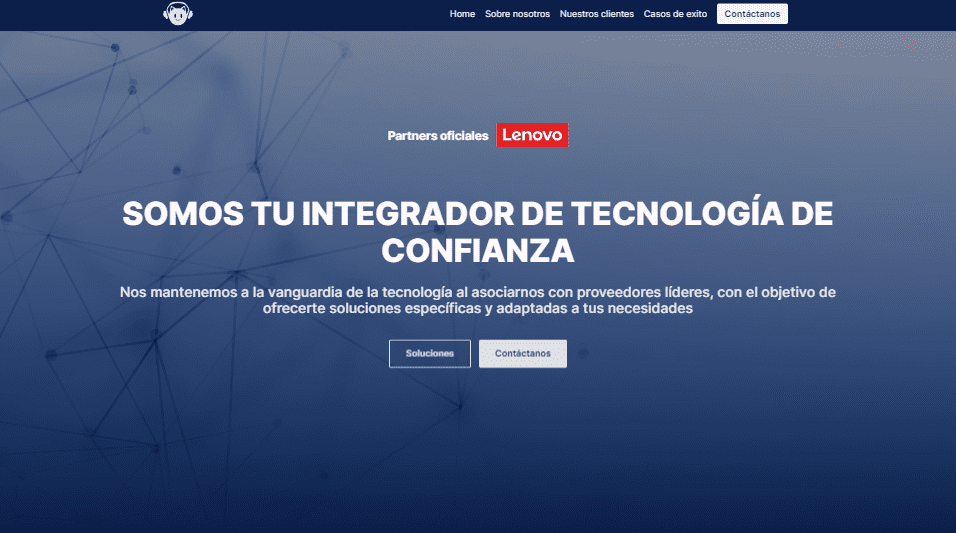 Home Sobre nosotros Nuestros clientes Casos de exito Contáctanos
Partners oficiales Lenovo
SOMOS TU INTEGRADOR DE TECNOLOGÍA DE
CONFIANZA
Nos mantenemos a la vanguardia de la tecnología al asociarnos con proveedores líderes, con el objetivo de
ofrecerte soluciones específicas y adaptadas a tus necesidades
Soluciones Contáctanos